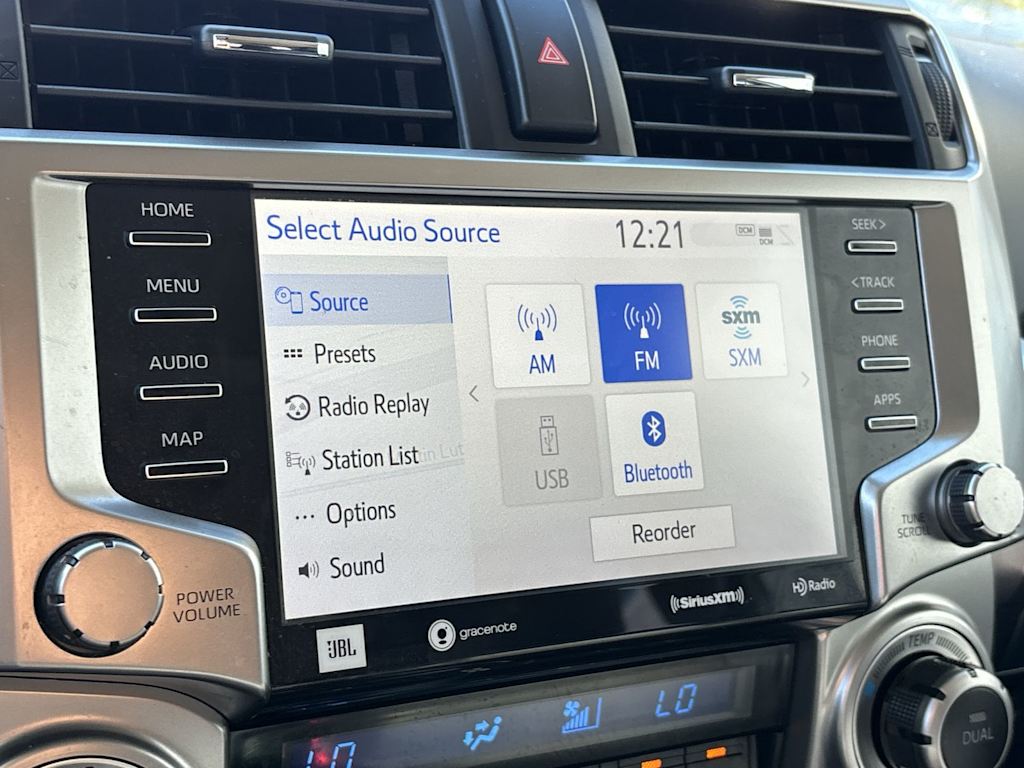 HOME
MENU
AUDIO
MAP
POWER
VOLUME
Select Audio Source
12:21
DCM
DCM
Source
Presets
Radio Replay
Station List
Options
Sound
AM
FM
sxm
SXM
USB
Bluetooth
Reorder
SEEK >
< TRACK
PHONE
APPS
TUNE
SCROLL
JBL
gracenote
((SiriusXM))
HD Radio
TEMP
DUAL
LO
LO